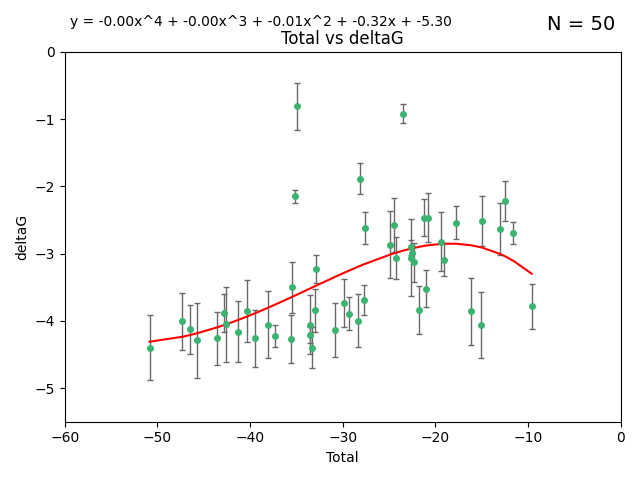 y = -0.00x^4 + -0.00x^3 + -0.01x^2 + -0.32x + -5.30
N = 50
Total vs deltaG
0
−1
−2
−3
−4
−5
deltaG
−60 −50 −40 −30 −20 −10 0
Total